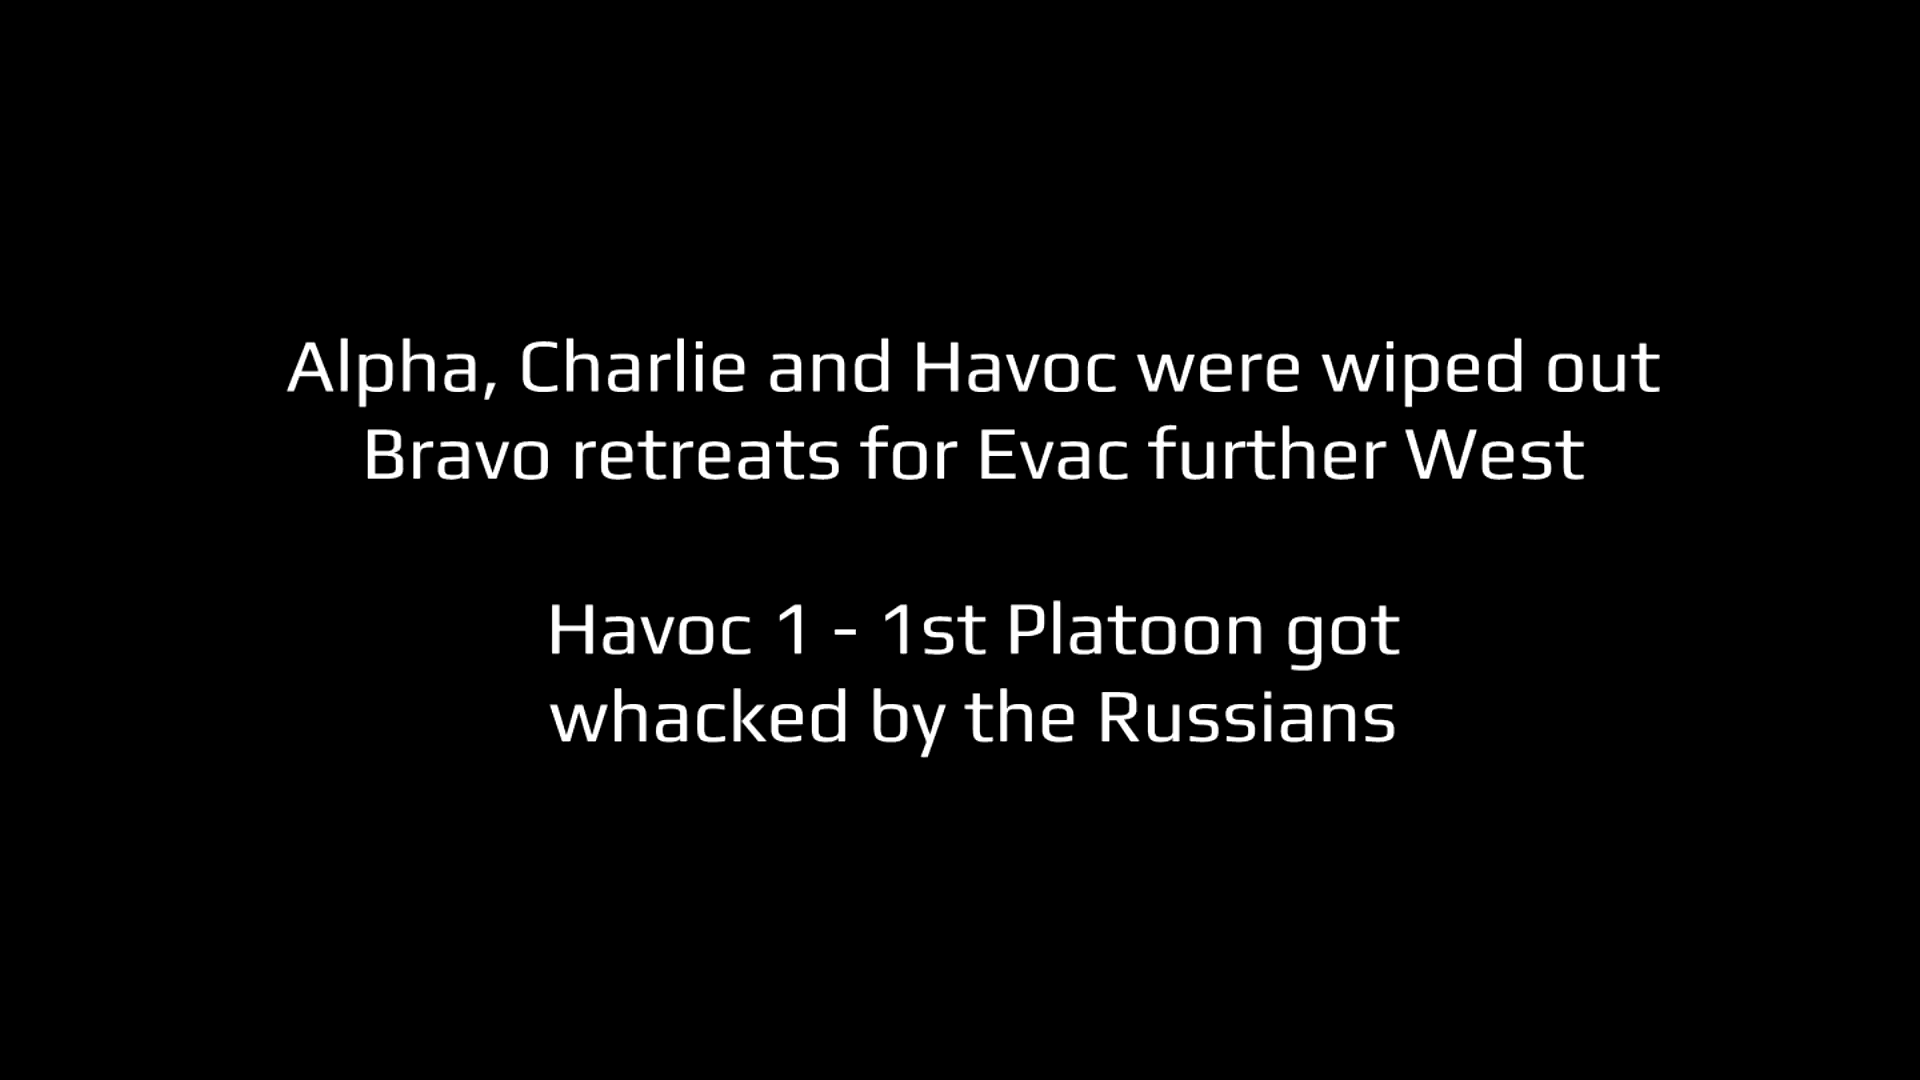 Alpha, Charlie and Havoc were wiped out
Bravo retreats for Evac further West
Havoc 1 - 1st Platoon got
whacked by the Russians